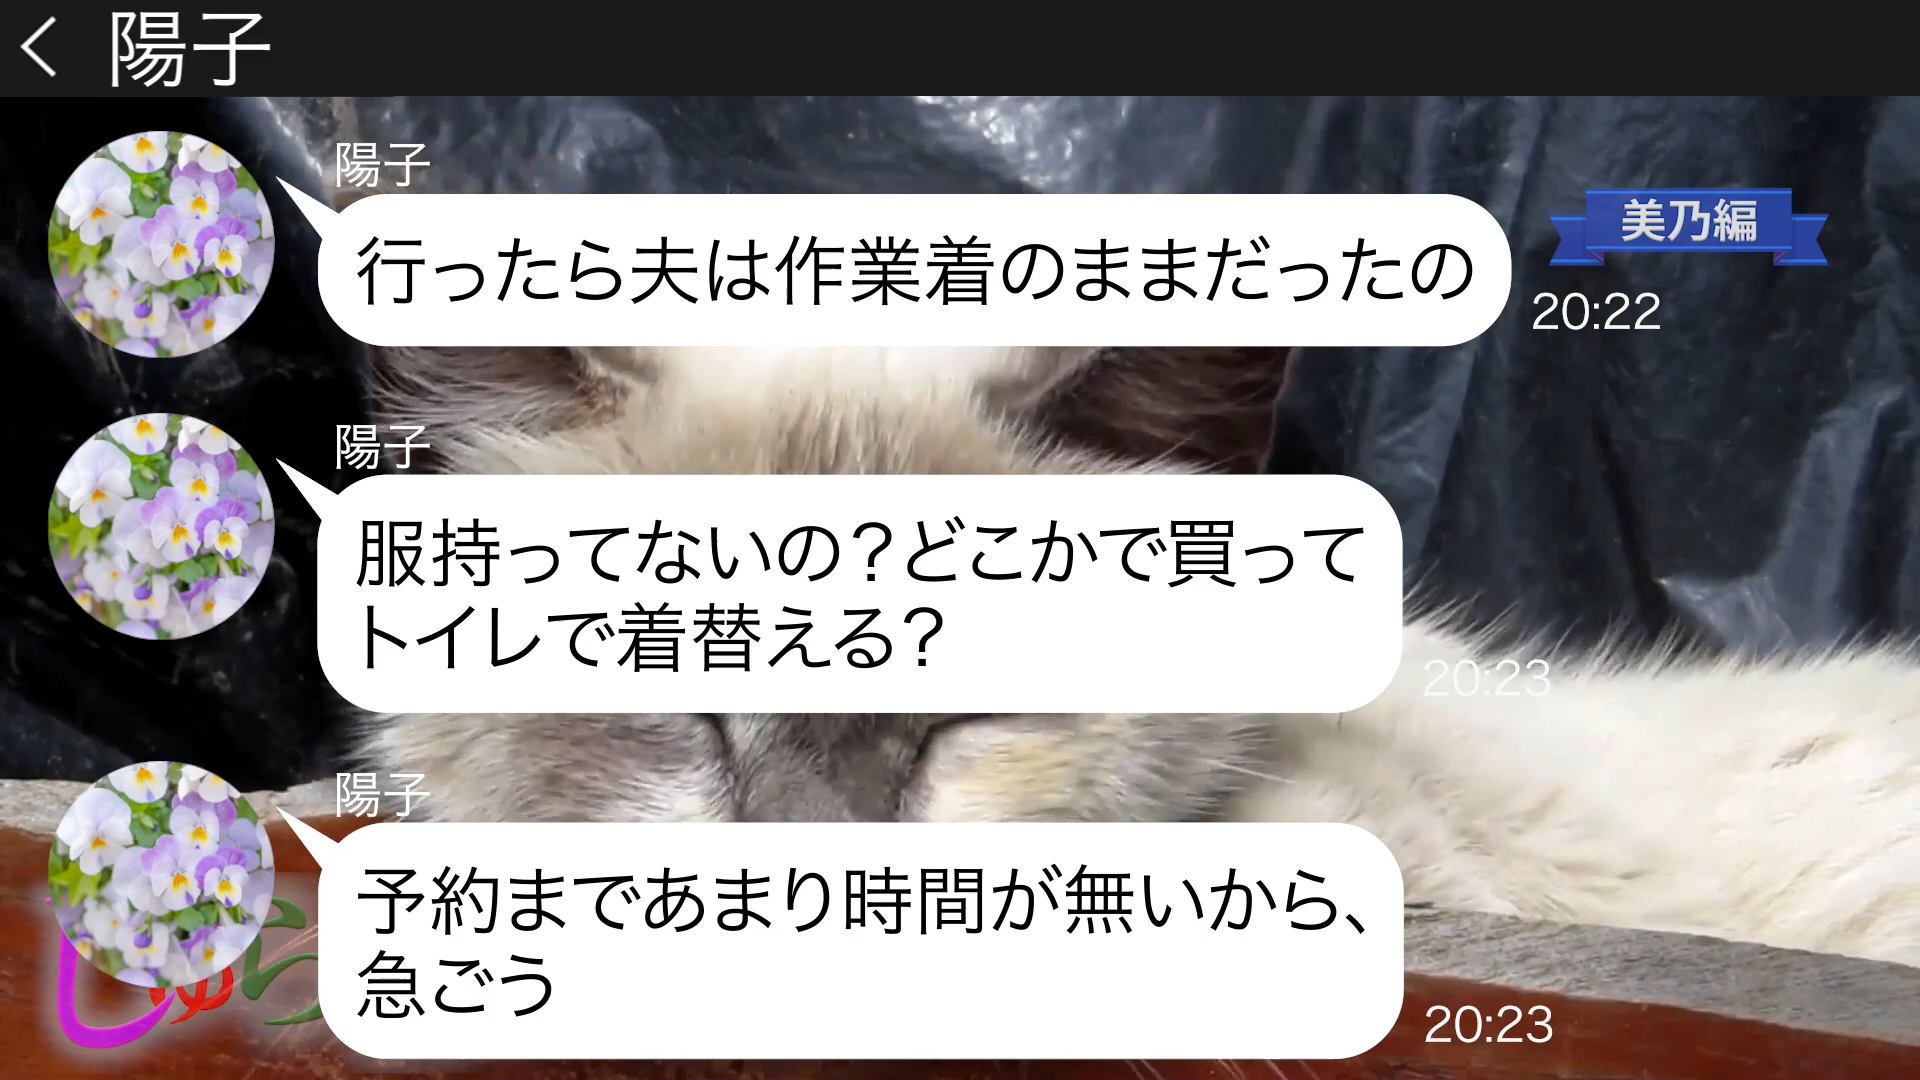 陽子
陽子
行ったら夫は作業着のままだったの
美乃編
20:22
陽子
服持ってないの？どこかで買って
トイレで着替える？
20:23
陽子
予約まであまり時間が無いから、
急ごう
20:23